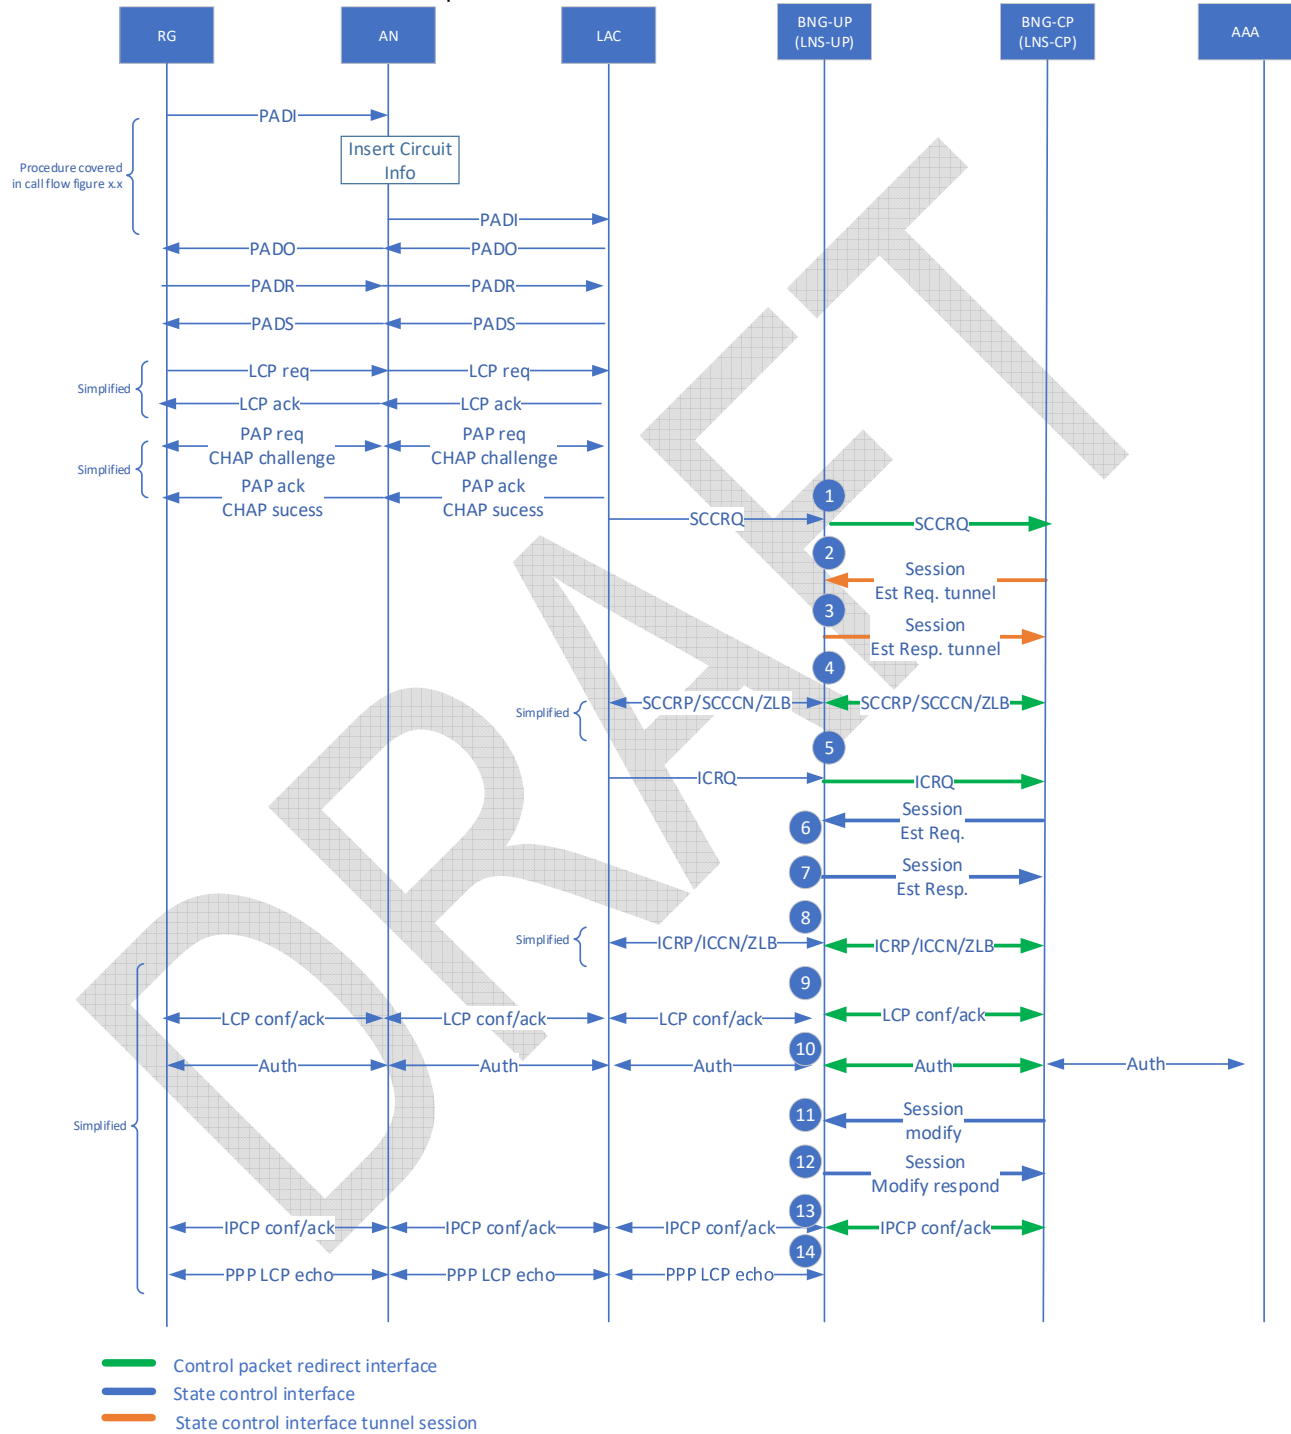 RG
AN
LAC
BNG-UP
(LNS-UP)
BNG-CP
(LNS-CP)
AAA
PADI
Insert Circuit
Info
Procedure covered
in call flow figure x.x
PADI
PADO
PADO
PADR
PADR
PADS
PADS
LCP req
LCP req
Simplified
LCP ack
LCP ack
PAP req
CHAP challenge
PAP req
CHAP challenge
Simplified
PAP ack
CHAP sucess
PAP ack
CHAP sucess
1
SCCRQ
SCCRQ
2
Session
Est Req. tunnel
3
Session
Est Resp. tunnel
4
Simplified
SCCRP/SCCCN/ZLB
SCCRP/SCCCN/ZLB
5
ICRQ
ICRQ
6
Session
Est Req.
7
Session
Est Resp.
8
Simplified
ICRP/ICCN/ZLB
ICRP/ICCN/ZLB
9
LCP conf/ack
LCP conf/ack
LCP conf/ack
LCP conf/ack
10
Auth
Auth
Auth
Auth
Auth
11
Session
modify
Simplified
12
Session
Modify respond
13
IPCP conf/ack
IPCP conf/ack
IPCP conf/ack
IPCP conf/ack
14
PPP LCP echo
PPP LCP echo
PPP LCP echo
DRAFT
Control packet redirect interface
State control interface
State control interface tunnel session